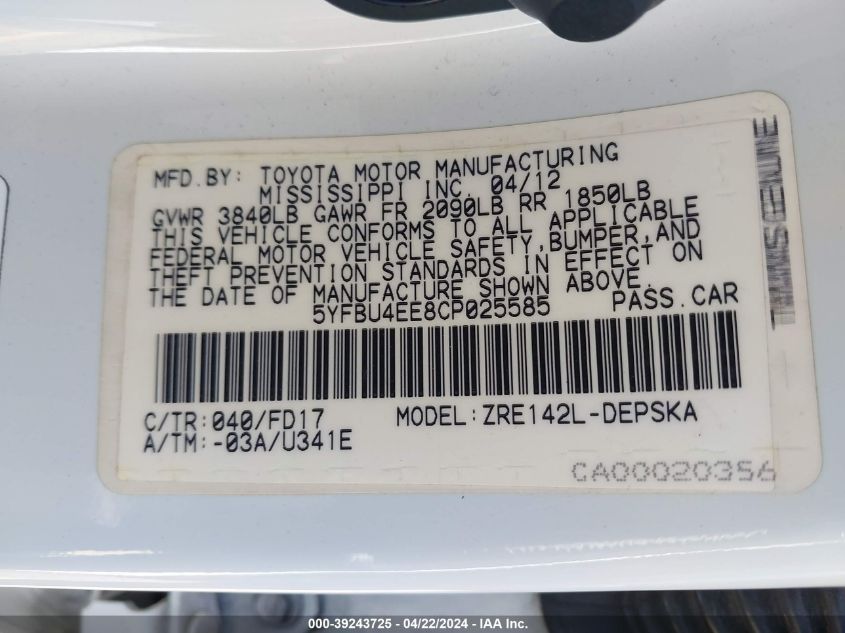 MFD.BY: TOYOTA MOTOR MANUFACTURING
MISSISSIPPI INC. 04/12
GVWR 3840LB GAWR FR 2090LB RR 1850LB
THIS VEHICLE CONFORMS TO ALL APPLICABLE
FEDERAL MOTOR VEHICLE SAFETY,BUMPER,AND
THEFT PREVENTION STANDARDS IN EFFECT ON
THE DATE OF MANUFACTURE SHOWN ABOVE.
5YFBU4EE8CP025585 PASS.CAR
C/TR:040/FD17 MODEL:ZRE142L-DEPSKA
A/TM:-03A/U341E
CA00020356
000-39243725 - 04/22/2024 - IAA Inc.